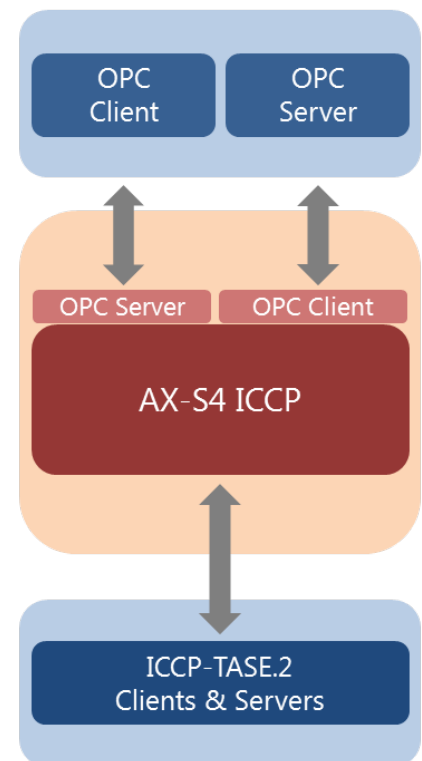 OPC
Client
OPC
Server
OPC Server
OPC Client
AX-S4 ICCP
ICCP-TASE.2
Clients & Servers